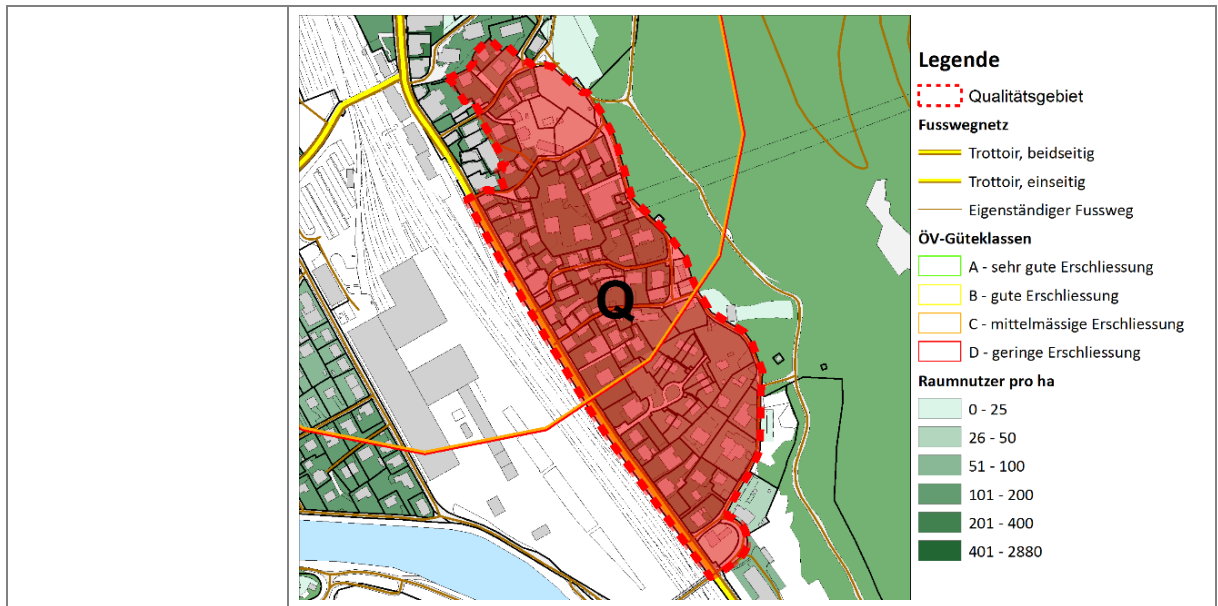 Q
Legende
Qualitätsgebiet
Fusswegnetz
Trottoir, beidseitig
Trottoir, einseitig
Eigenständiger Fussweg
ÖV-Güteklassen
A - sehr gute Erschliessung
B - gute Erschliessung
C - mittelmässige Erschliessung
D - geringe Erschliessung
Raumnutzer pro ha
0 - 25
26 - 50
51 - 100
101 - 200
201 - 400
401 - 2880